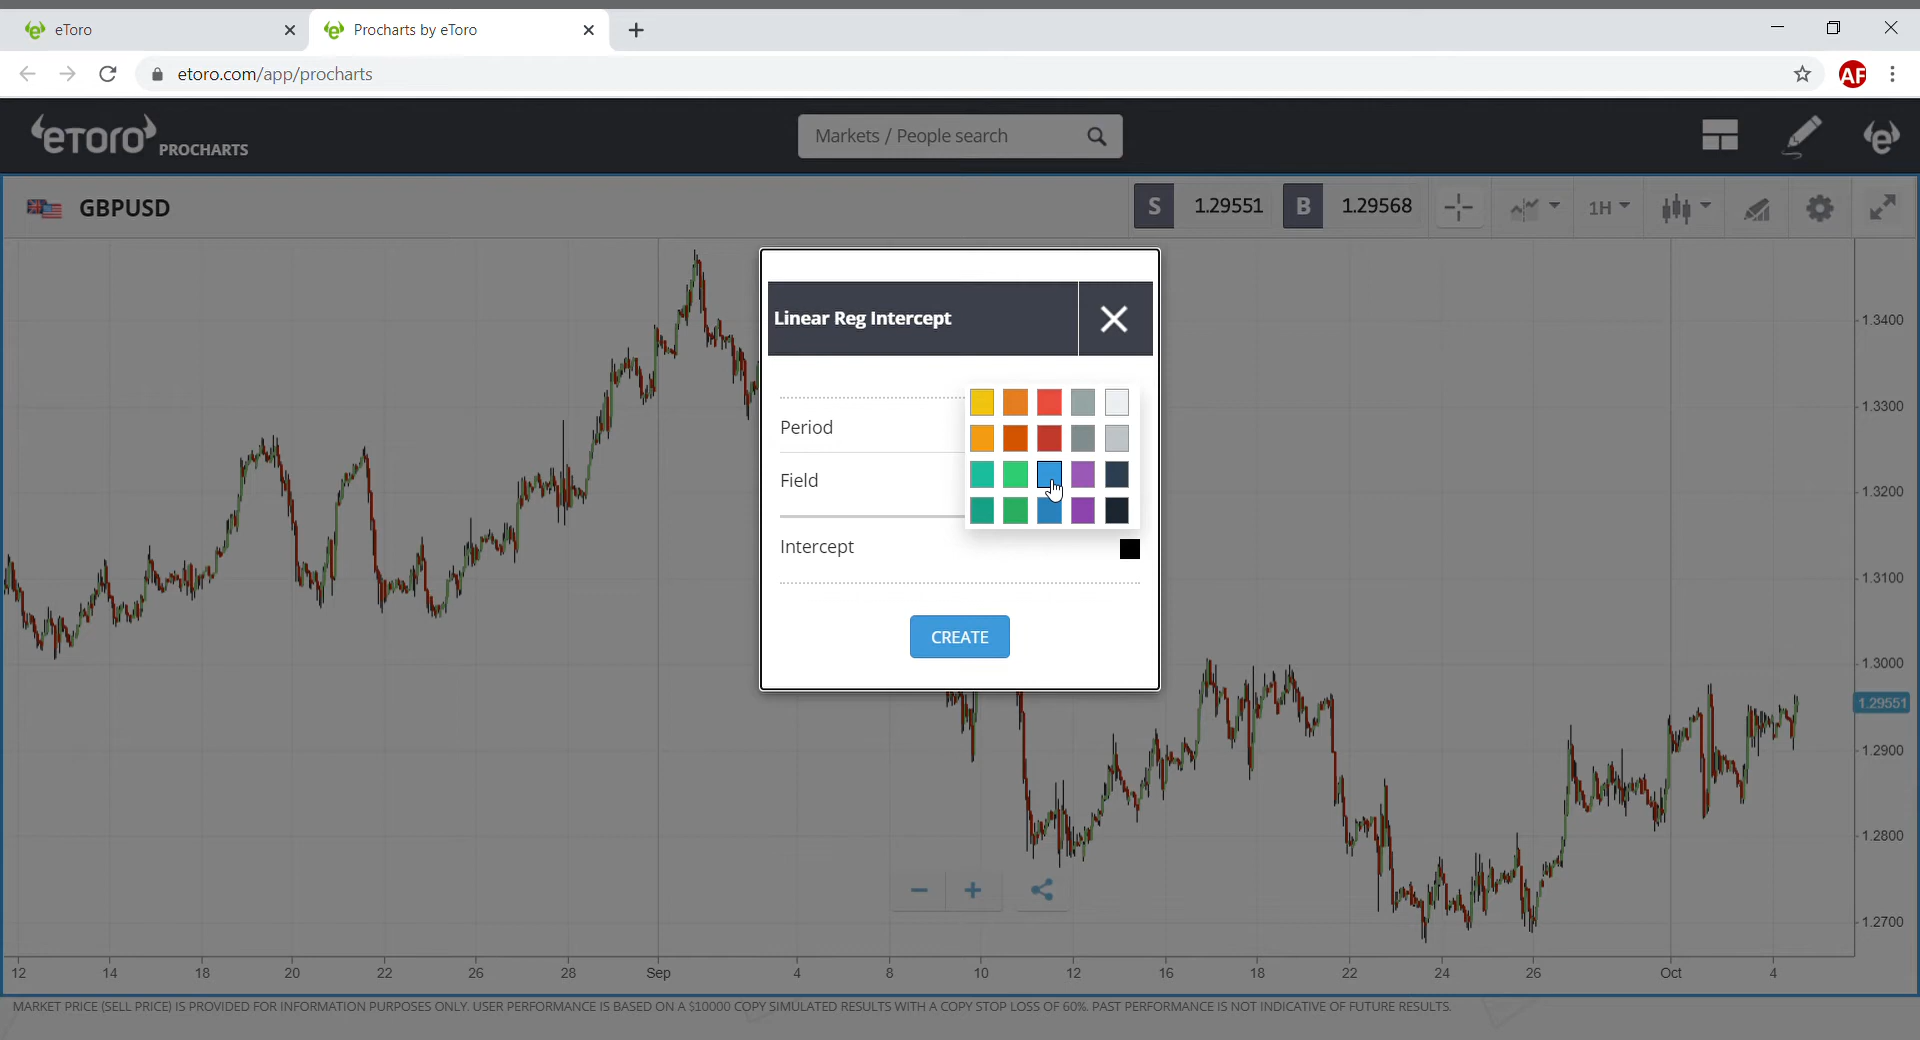 eToro
Procharts by eToro
etoro.com/app/procharts
AF
eToro PROCHARTS
Markets / People search
GBPUSD
S 1.29551 B 1.29568
1H
Linear Reg Intercept
Period
Field
Intercept
CREATE
1.3400
1.3300
1.3200
1.3100
1.3000
1.29551
1.2900
1.2800
1.2700
12 14 18 20 22 26 28 Sep 4 8 10 12 16 18 22 24 26 Oct 4
MARKET PRICE (SELL PRICE) IS PROVIDED FOR INFORMATION PURPOSES ONLY. USER PERFORMANCE IS BASED ON A $10000 COPY SIMULATED RESULTS WITH A COPY STOP LOSS OF 60%. PAST PERFORMANCE IS NOT INDICATIVE OF FUTURE RESULTS.